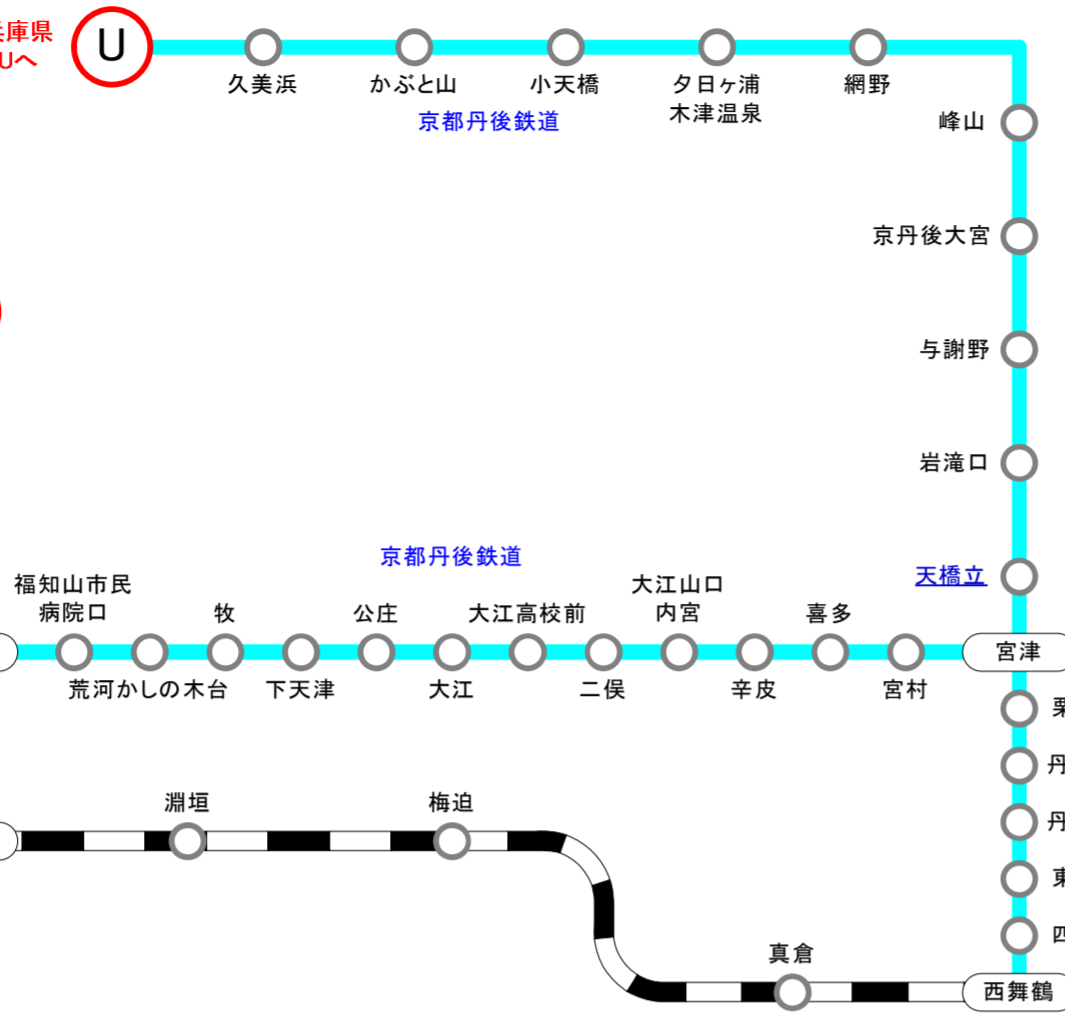 兵庫県
Uへ
U
久美浜
かぶと山
小天橋
夕日ヶ浦
木津温泉
網野
京都丹後鉄道
峰山
京丹後大宮
与謝野
岩滝口
天橋立
京都丹後鉄道
福知山市民
病院口
牧
公庄
大江高校前
大江山口
内宮
喜多
宮津
荒河かしの木台
下天津
大江
二俣
辛皮
宮村
栗
丹
丹
東
四
淵垣
梅迫
真倉
西舞鶴